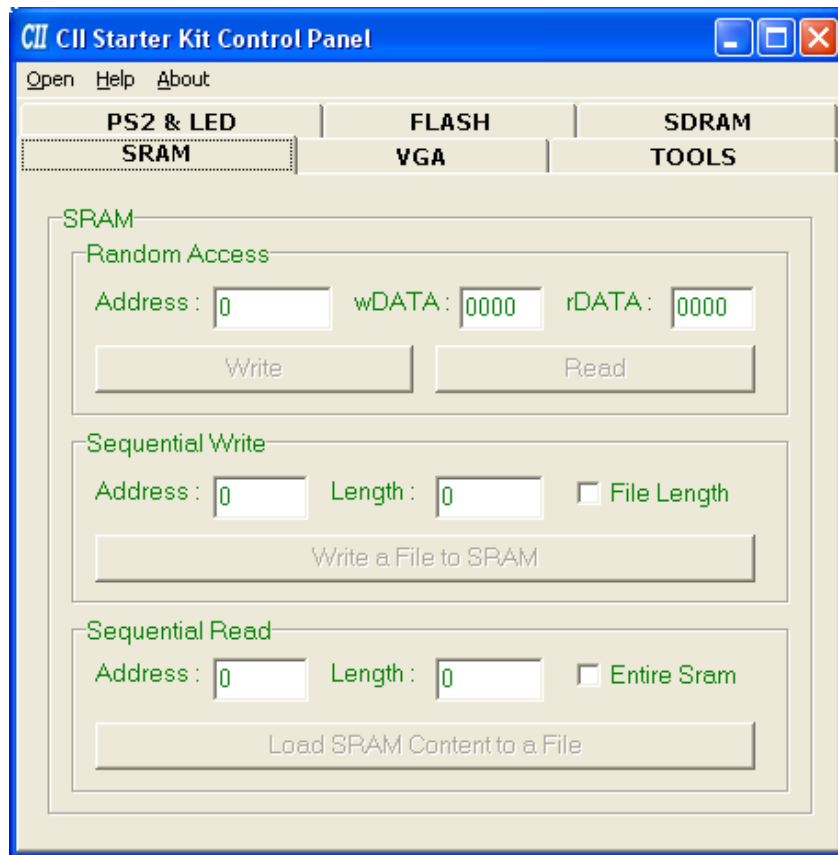 CII CII Starter Kit Control Panel
Open Help About
PS2 & LED FLASH SDRAM
SRAM VGA TOOLS
SRAM
Random Access
Address : 0 wDATA : 0000 rDATA : 0000
Write Read
Sequential Write
Address : 0 Length : 0 File Length
Write a File to SRAM
Sequential Read
Address : 0 Length : 0 Entire Sram
Load SRAM Content to a File